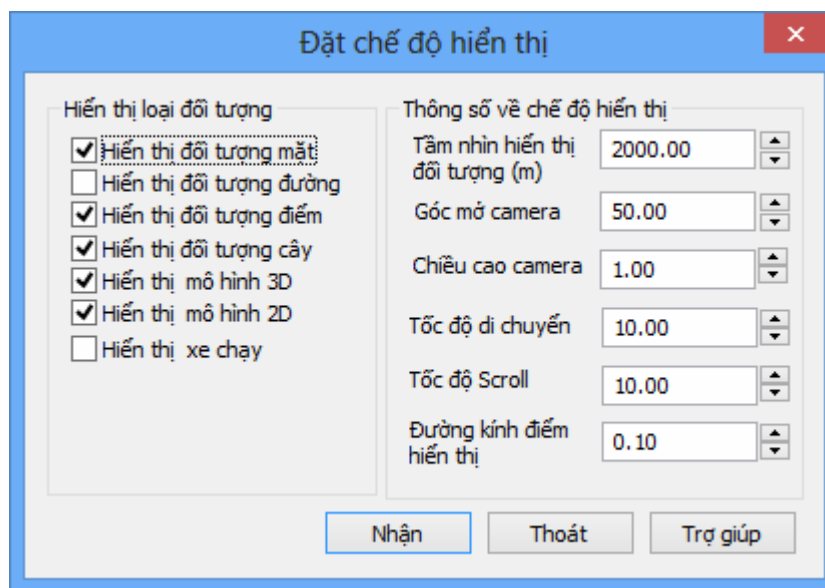 Đặt chế độ hiển thị
Hiển thị loại đối tượng
Hiển thị đối tượng mặt
Hiển thị đối tượng đường
Hiển thị đối tượng điểm
Hiển thị đối tượng cây
Hiển thị mô hình 3D
Hiển thị mô hình 2D
Hiển thị xe chạy
Thông số về chế độ hiển thị
Tầm nhìn hiển thị
đối tượng (m)
2000.00
Góc mở camera
50.00
Chiều cao camera
1.00
Tốc độ di chuyển
10.00
Tốc độ Scroll
10.00
Đường kính điểm
hiển thị
0.10
Nhận
Thoát
Trợ giúp